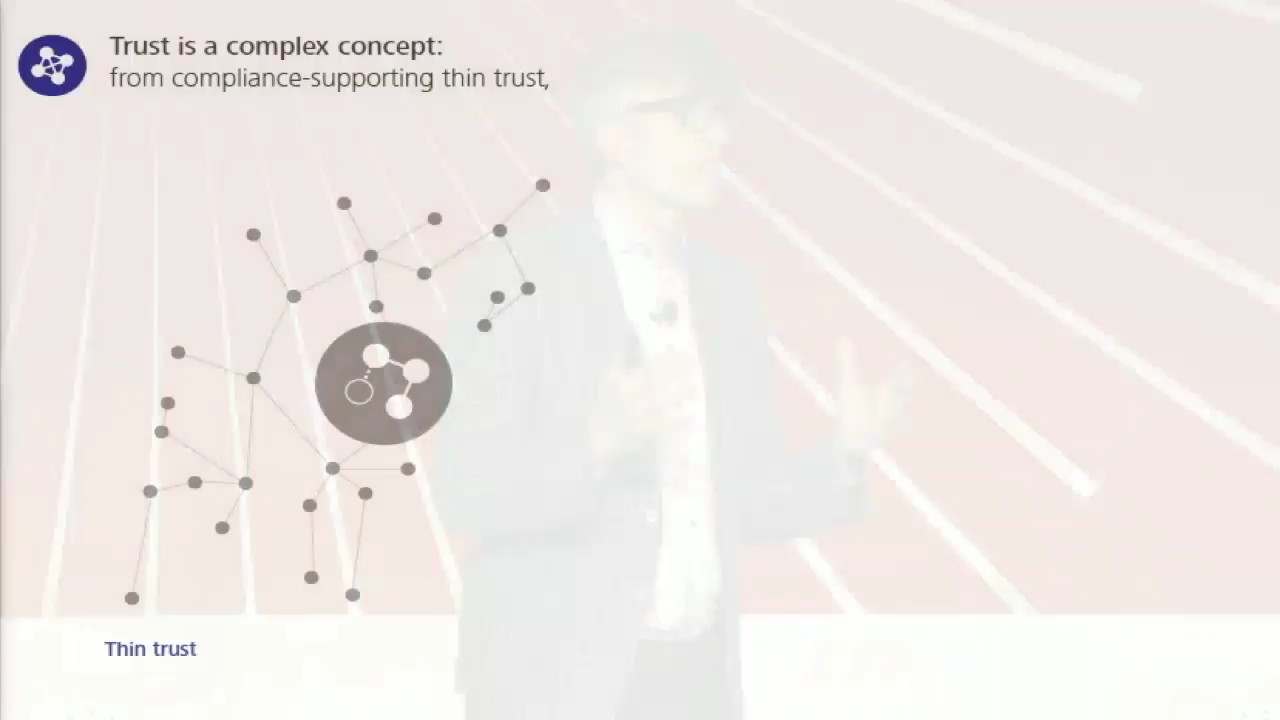 Trust is a complex concept:
from compliance-supporting thin trust,
Thin trust